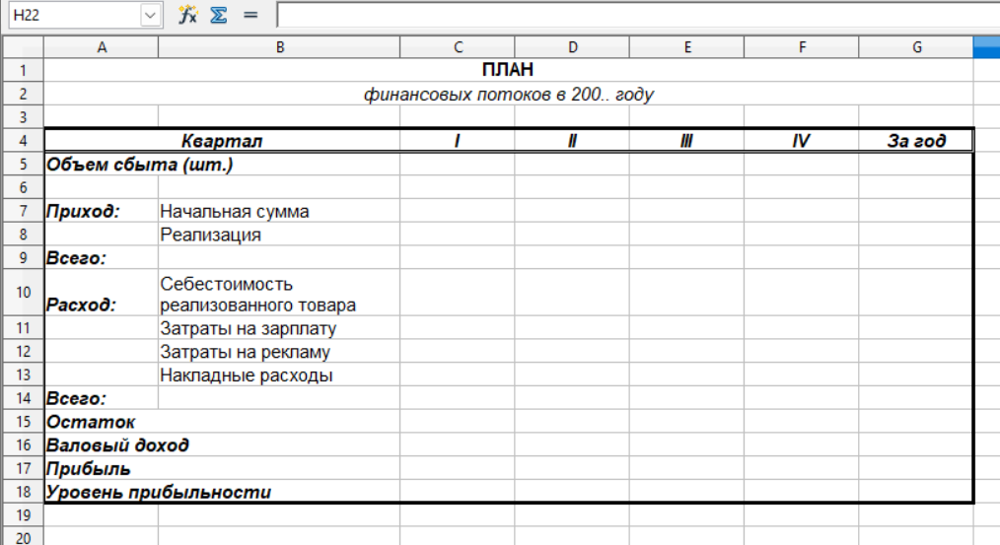 H22
fx Σ =
A B C D E F G
1 ПЛАН
2 финансовых потоков в 200.. году
3
4 Квартал I II III IV За год
5 Объем сбыта (шт.)
6
7 Приход: Начальная сумма
8 Реализация
9 Всего:
10 Расход: Себестоимость
реализованного товара
11 Затраты на зарплату
12 Затраты на рекламу
13 Накладные расходы
14 Всего:
15 Остаток
16 Валовый доход
17 Прибыль
18 Уровень прибыльности
19
20